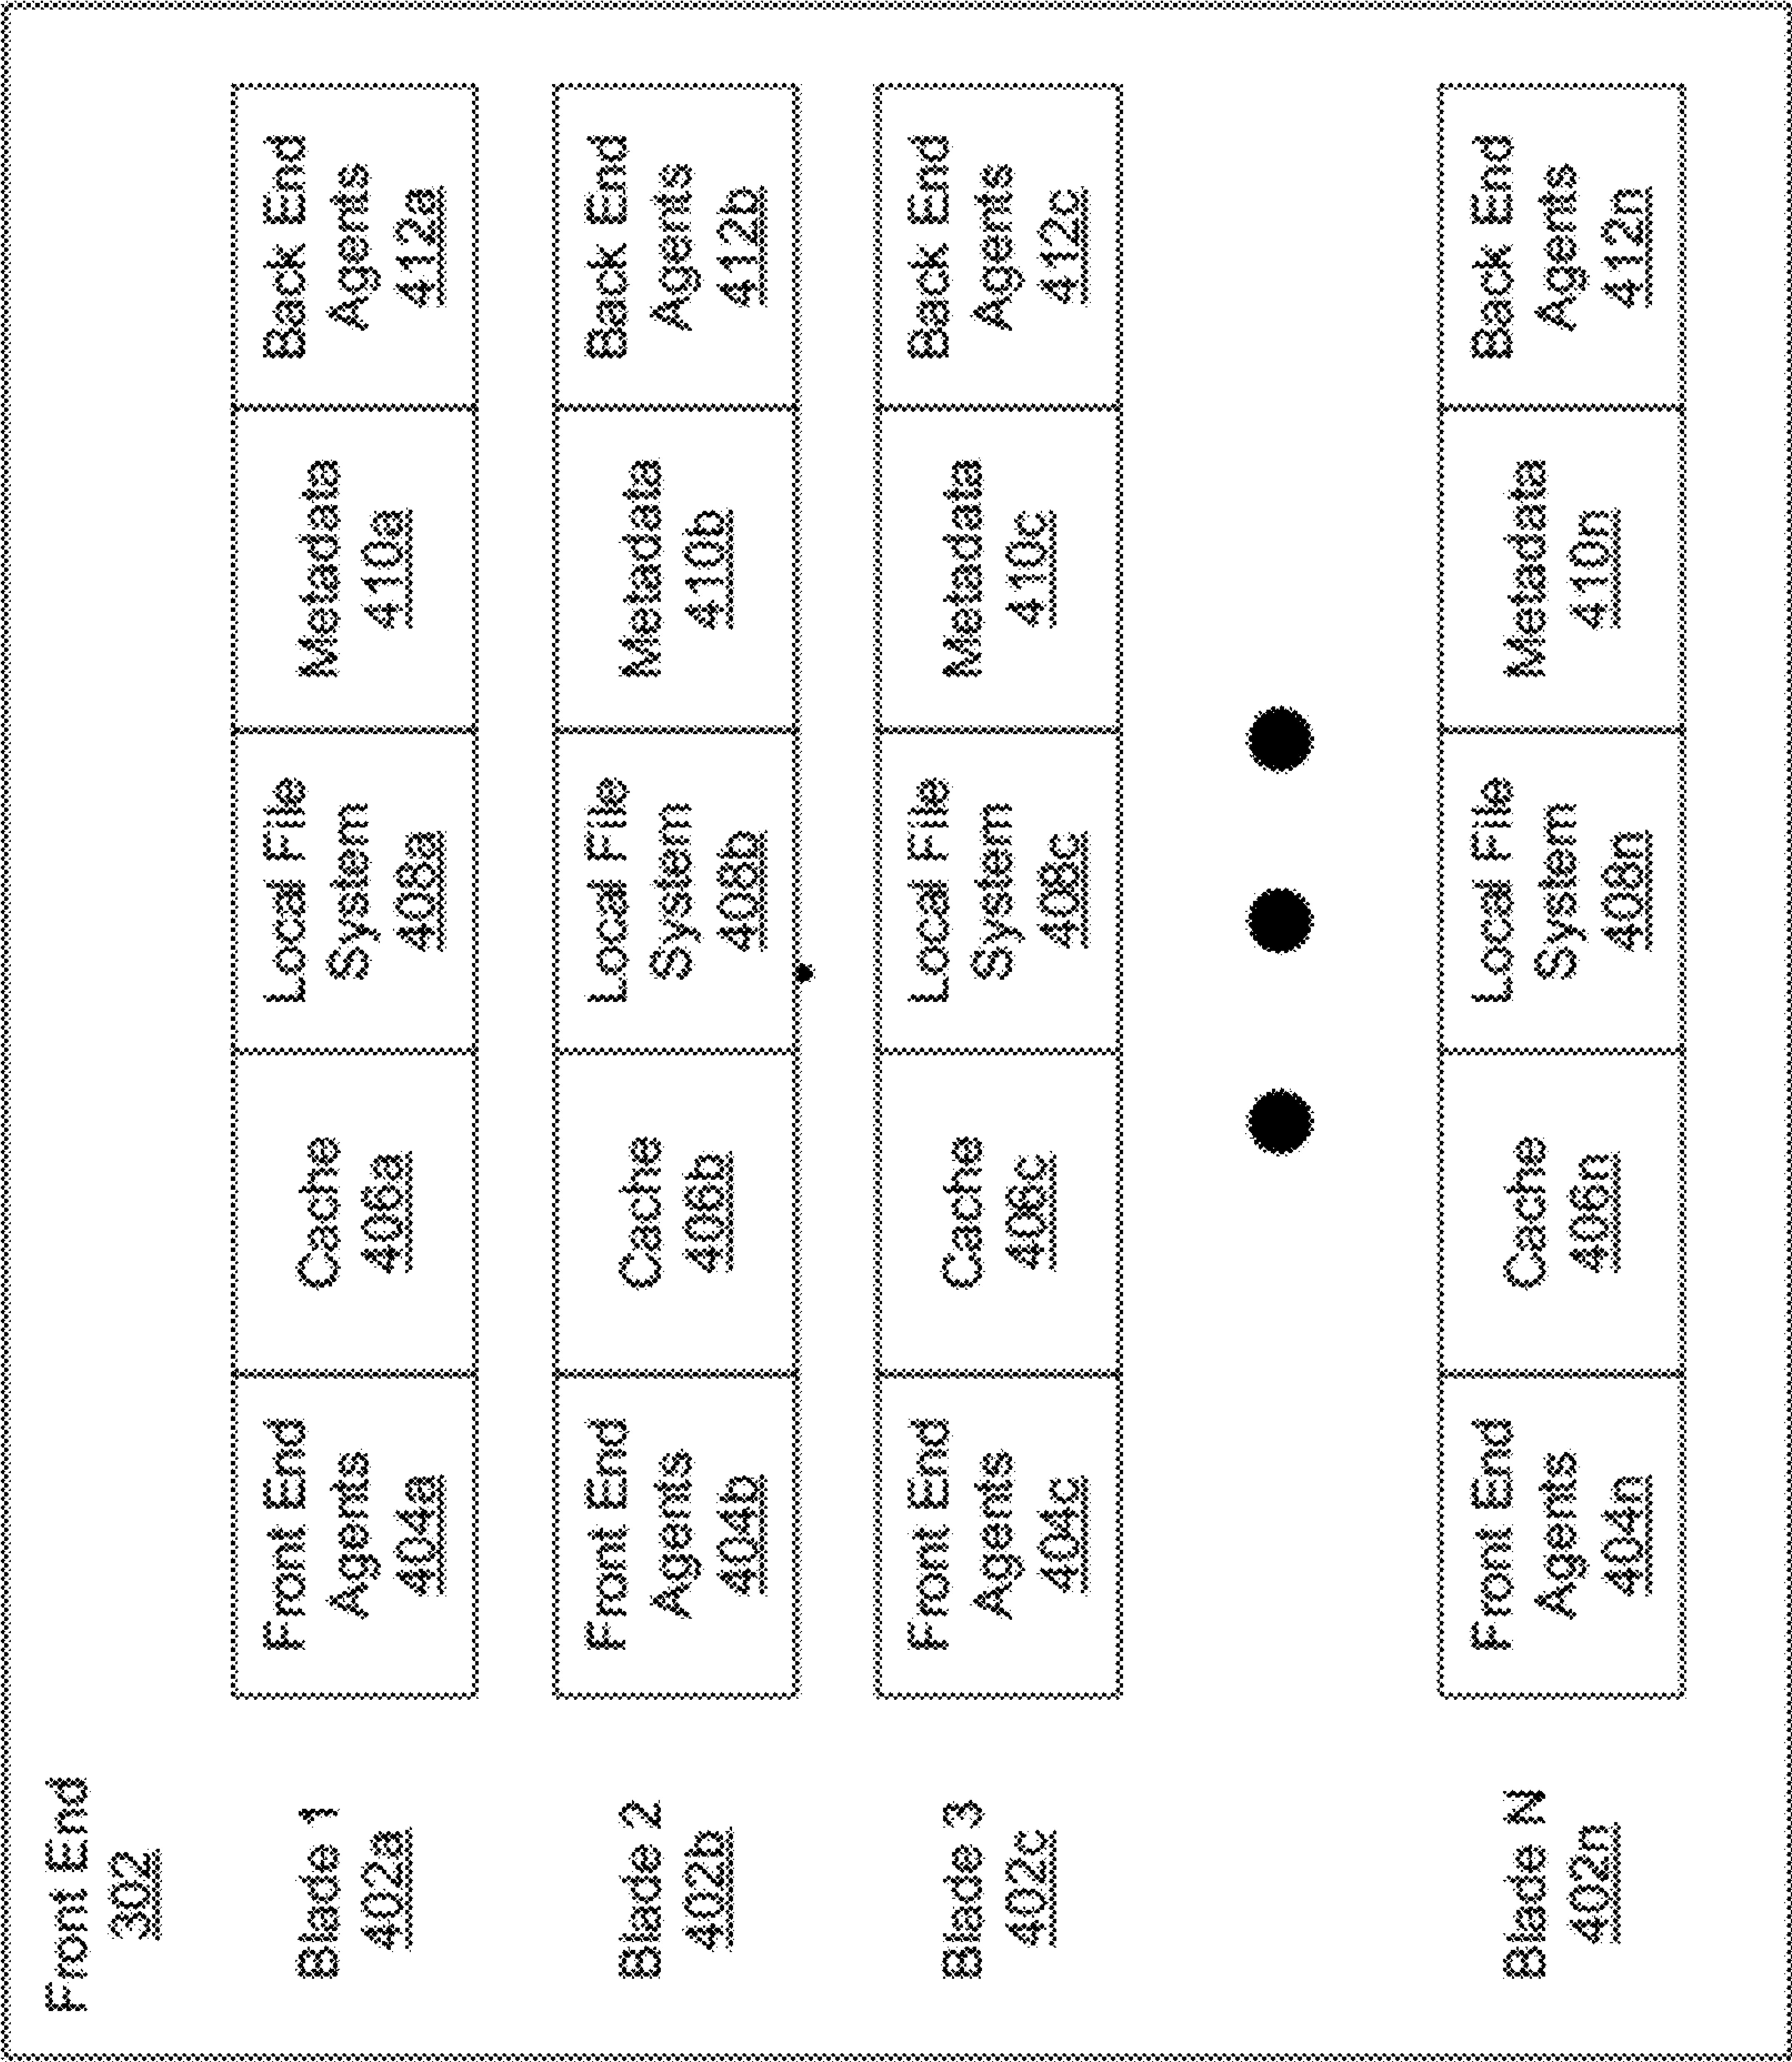 Front End
302
Blade 1
402a
Front End
Agents
404a
Cache
406a
Local File
System
408a
Metadata
410a
Back End
Agents
412a
Blade 2
402b
Front End
Agents
404b
Cache
406b
Local File
System
408b
Metadata
410b
Back End
Agents
412b
Blade 3
402c
Front End
Agents
404c
Cache
406c
Local File
System
408c
Metadata
410c
Back End
Agents
412c
Blade N
402n
Front End
Agents
404n
Cache
406n
Local File
System
408n
Metadata
410n
Back End
Agents
412n